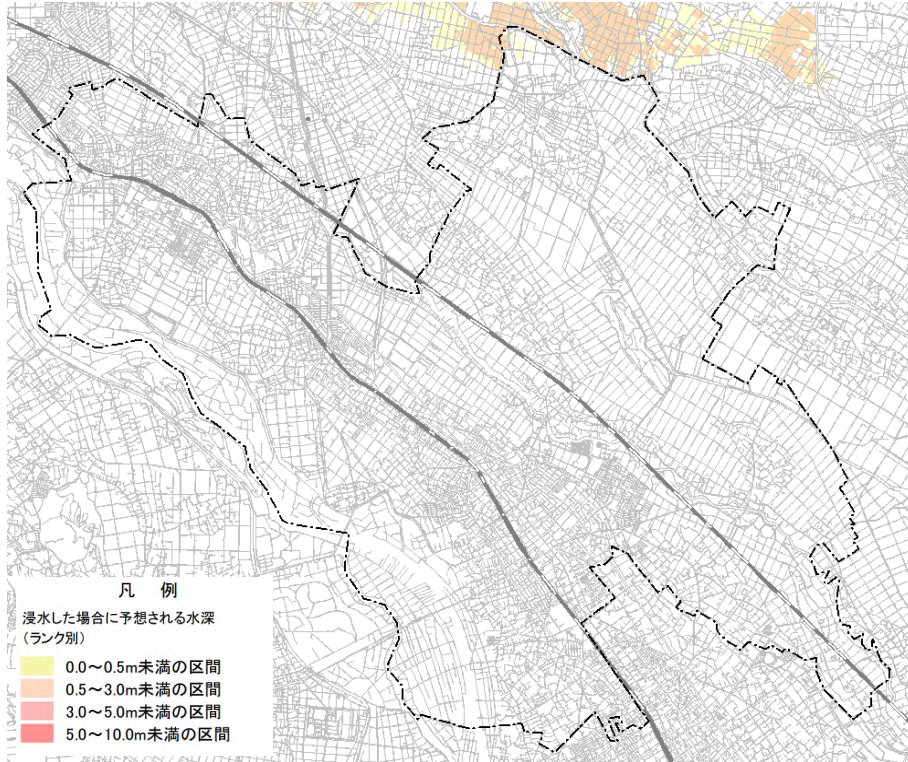 凡 例
浸水した場合に予想される水深
(ランク別)
0.0～0.5m未満の区間
0.5～3.0m未満の区間
3.0～5.0m未満の区間
5.0～10.0m未満の区間